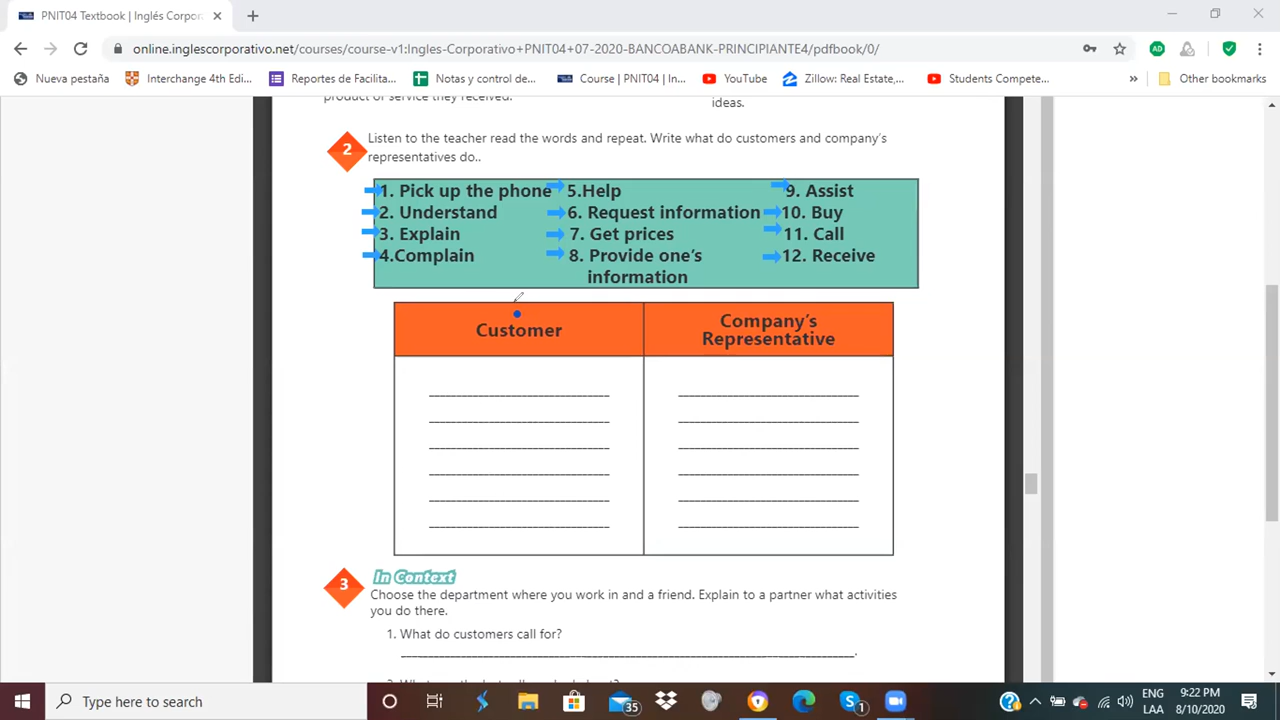 PNIT04 Textbook | Inglés Corpor
online.inglescorporativo.net/courses/course-v1:Ingles-Corporativo+PNIT04+07-2020-BANCOABANK-PRINCIPIANTE4/pdfbook/0/
Nueva pestaña
Interchange 4th Edi...
Reportes de Facilita...
Notas y control de...
Course | PNIT04 | In...
YouTube
Zillow: Real Estate,...
Students Compete...
»
Other bookmarks
product or service they received.
ideas.
2
Listen to the teacher read the words and repeat. Write what do customers and company's
representatives do..
1. Pick up the phone
2. Understand
3. Explain
4.Complain
5.Help
6. Request information
7. Get prices
8. Provide one's
information
9. Assist
10. Buy
11. Call
12. Receive
Customer
Company's
Representative
3
In Context
Choose the department where you work in and a friend. Explain to a partner what activities
you do there.
1. What do customers call for?
Type here to search
35
1
ENG
LAA
9:22 PM
8/10/2020